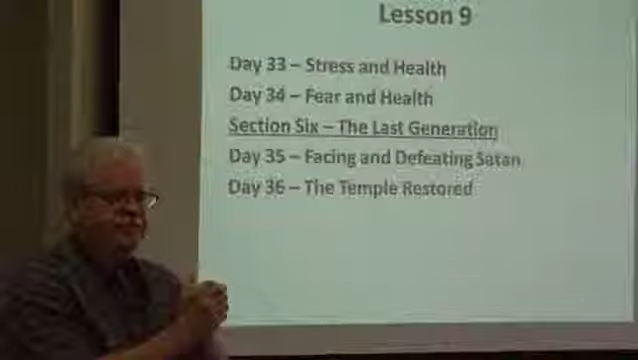 Lesson 9
Day 33 – Stress and Health
Day 34 – Fear and Health
Section Six – The Last Generation
Day 35 – Facing and Defeating Satan
Day 36 – The Temple Restored